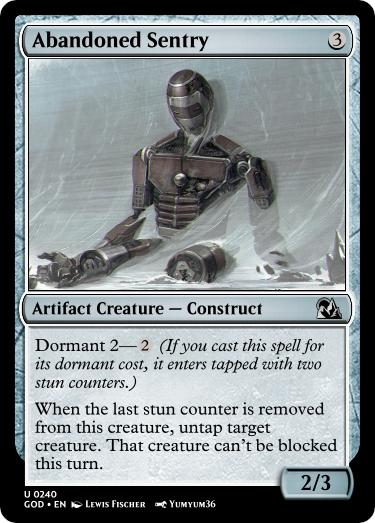 Abandoned Sentry 3
Artifact Creature — Construct
Dormant 2—2 (If you cast this spell for
its dormant cost, it enters tapped with two
stun counters.)
When the last stun counter is removed
from this creature, untap target
creature. That creature can't be blocked
this turn.
2/3
U 0240
GOD • EN Lewis Fischer Yumyum36